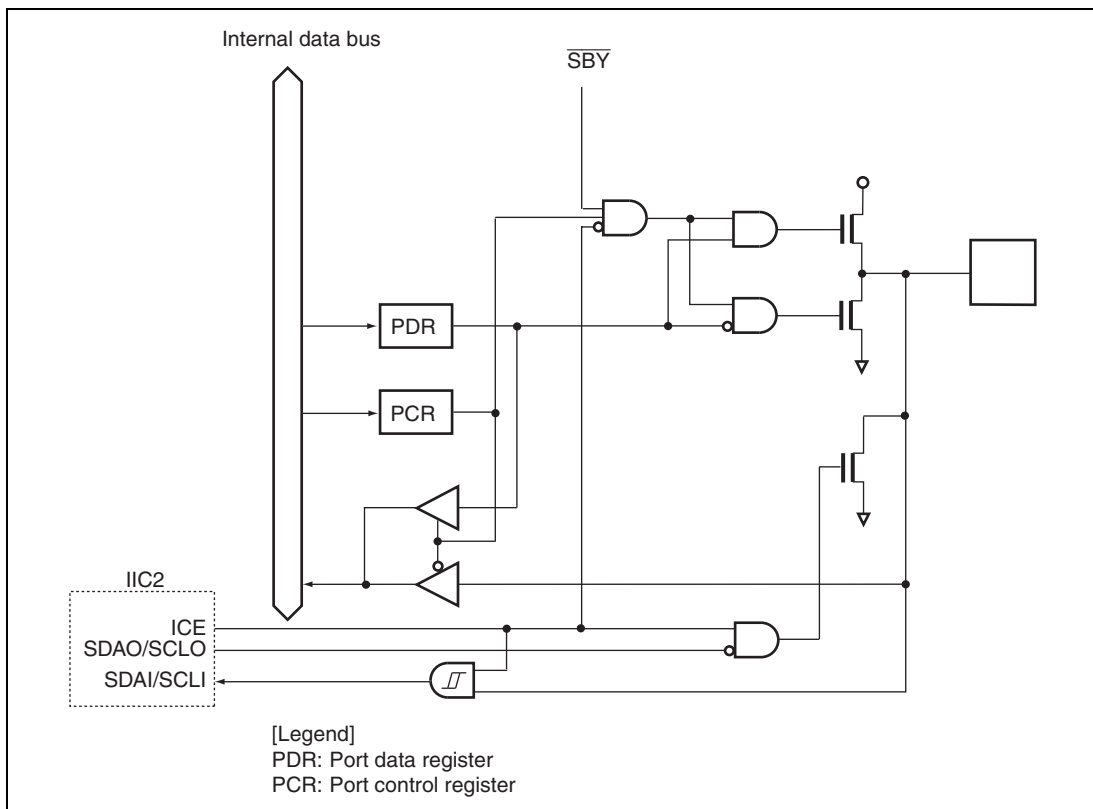 Internal data bus
SBY
PDR
PCR
IIC2
ICE
SDAO/SCLO
SDAI/SCLI
[Legend]
PDR: Port data register
PCR: Port control register